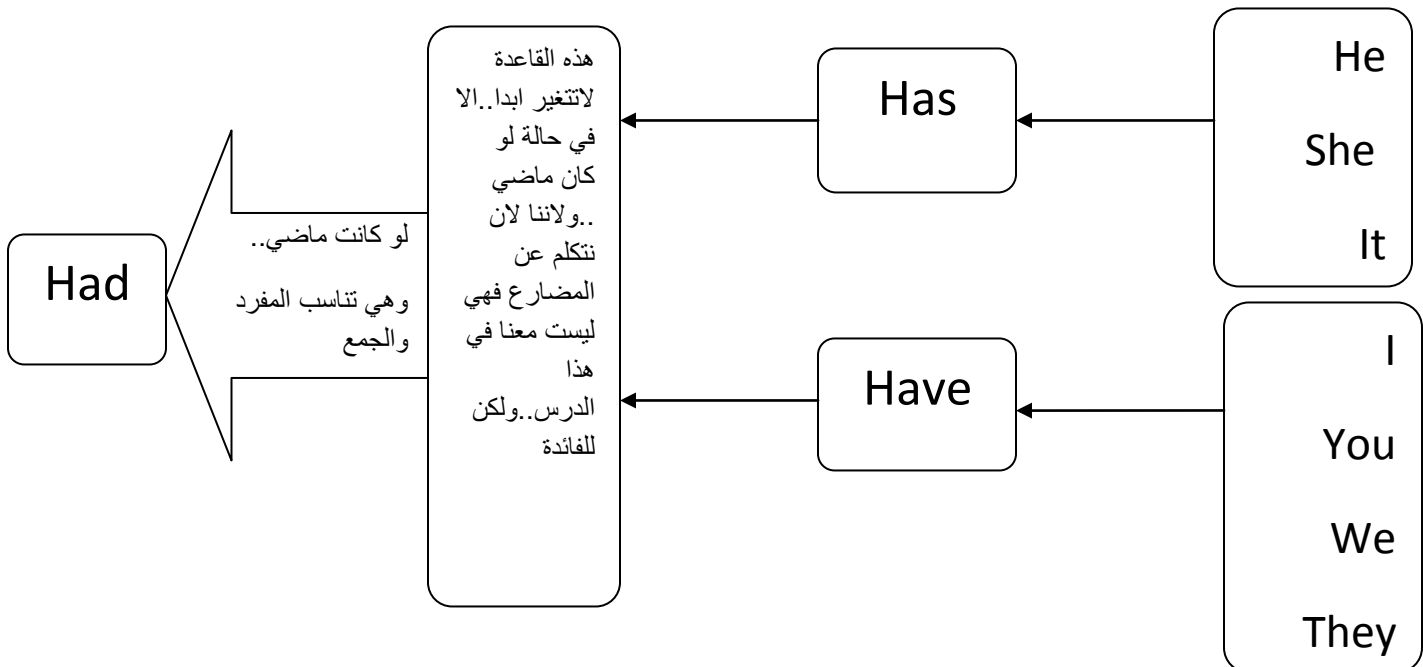 He
She
It
I
You
We
They
Has
Have
هذه القاعدة
لاتتغير ابدا..الا
في حالة لو
كان ماضي
..ولاننا لان
نتكلم عن
المضارع فهي
ليست معنا في
هذا
الدرس..ولكن
للفائدة
لو كانت ماضي..
وهي تناسب المفرد
والجمع
Had